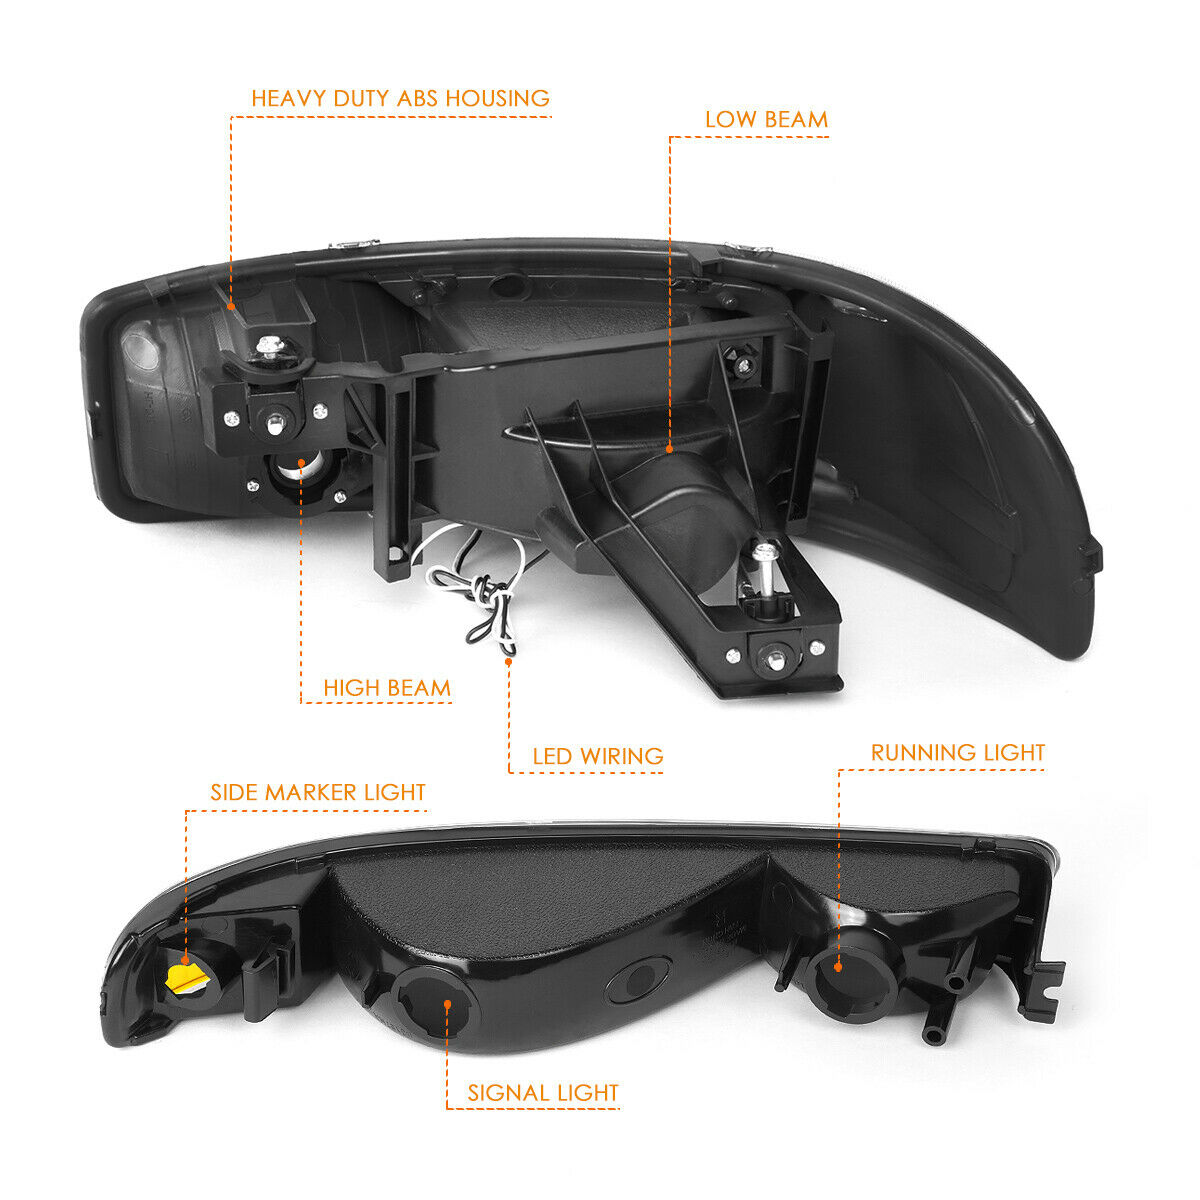 HEAVY DUTY ABS HOUSING
LOW BEAM
HIGH BEAM
LED WIRING
RUNNING LIGHT
SIDE MARKER LIGHT
SIGNAL LIGHT